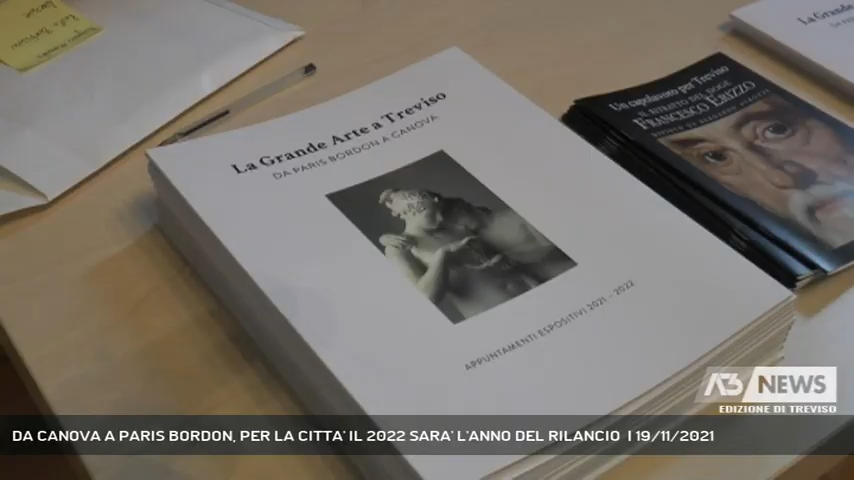 La Grande Arte a Treviso
DA PARIS BORDON A CANOVA
APPUNTAMENTI ESPOSITIVI 2021 - 2022
Un capolavoro per Treviso
IL RITRATTO DEL DOGE
FRANCESCO ERIZZO
La Grande
A3 NEWS
EDIZIONE DI TREVISO
DA CANOVA A PARIS BORDON, PER LA CITTA' IL 2022 SARA' L'ANNO DEL RILANCIO | 19/11/2021